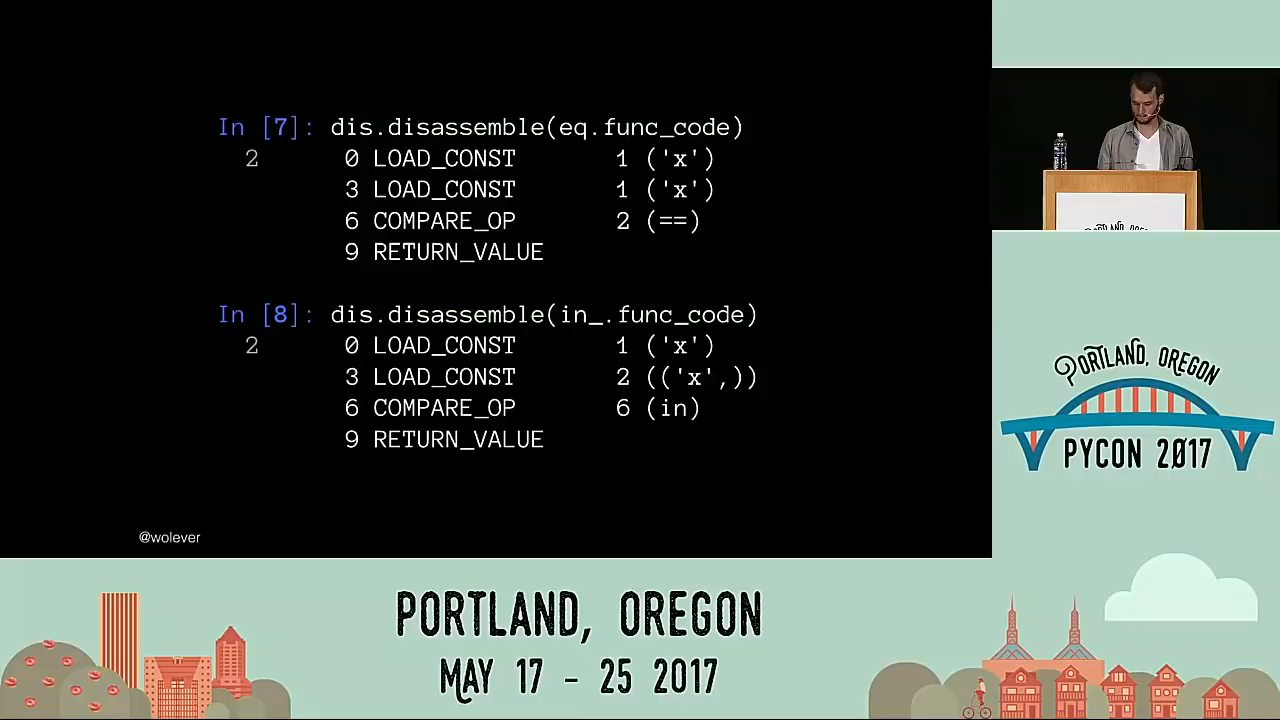 In [7]: dis.disassemble(eq.func_code)
2 0 LOAD_CONST 1 ('x')
3 LOAD_CONST 1 ('x')
6 COMPARE_OP 2 (==)
9 RETURN_VALUE
In [8]: dis.disassemble(in_.func_code)
2 0 LOAD_CONST 1 ('x')
3 LOAD_CONST 2 (('x',))
6 COMPARE_OP 6 (in)
9 RETURN_VALUE
@wolever
PORTLAND, OREGON
PORTLAND, OREGON
PYCON 2017
PORTLAND, OREGON
MAY 17 - 25 2017